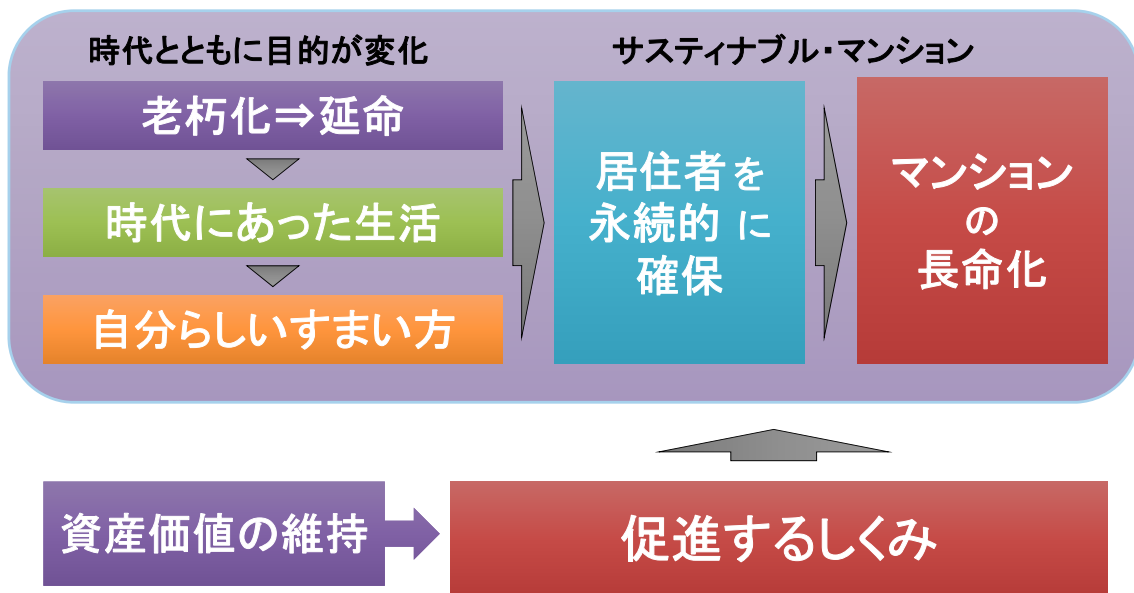 時代とともに目的が変化
老朽化⇒延命
時代にあった生活
自分らしいすまい方
サスティナブル・マンション
居住者を
永続的に
確保
マンション
の
長命化
資産価値の維持
促進するしくみ